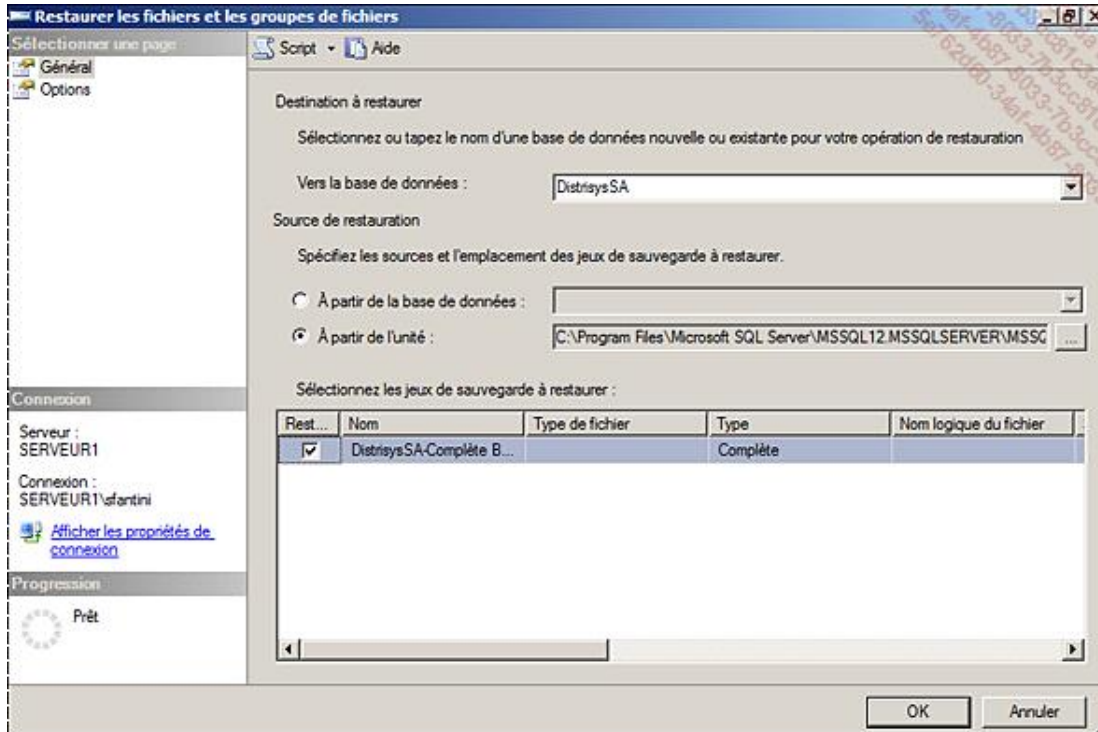 Restaurer les fichiers et les groupes de fichiers
Sélectionner une page
Général
Options
Script
Aide
Destination à restaurer
Sélectionnez ou tapez le nom d'une base de données nouvelle ou existante pour votre opération de restauration
Vers la base de données :
DistrisysSA
Source de restauration
Spécifiez les sources et l'emplacement des jeux de sauvegarde à restaurer.
À partir de la base de données :
À partir de l'unité :
C:\Program Files\Microsoft SQL Server\MSSQL12.MSSQLSERVER\MSSQ
...
Sélectionnez les jeux de sauvegarde à restaurer :
Rest... Nom Type de fichier Type Nom logique du fichier
DistrisysSA-Complète B... Complète
Connexion
Serveur :
SERVEUR1
Connexion :
SERVEUR1\sfantini
Afficher les propriétés de
connexion
Progression
Prêt
OK
Annuler